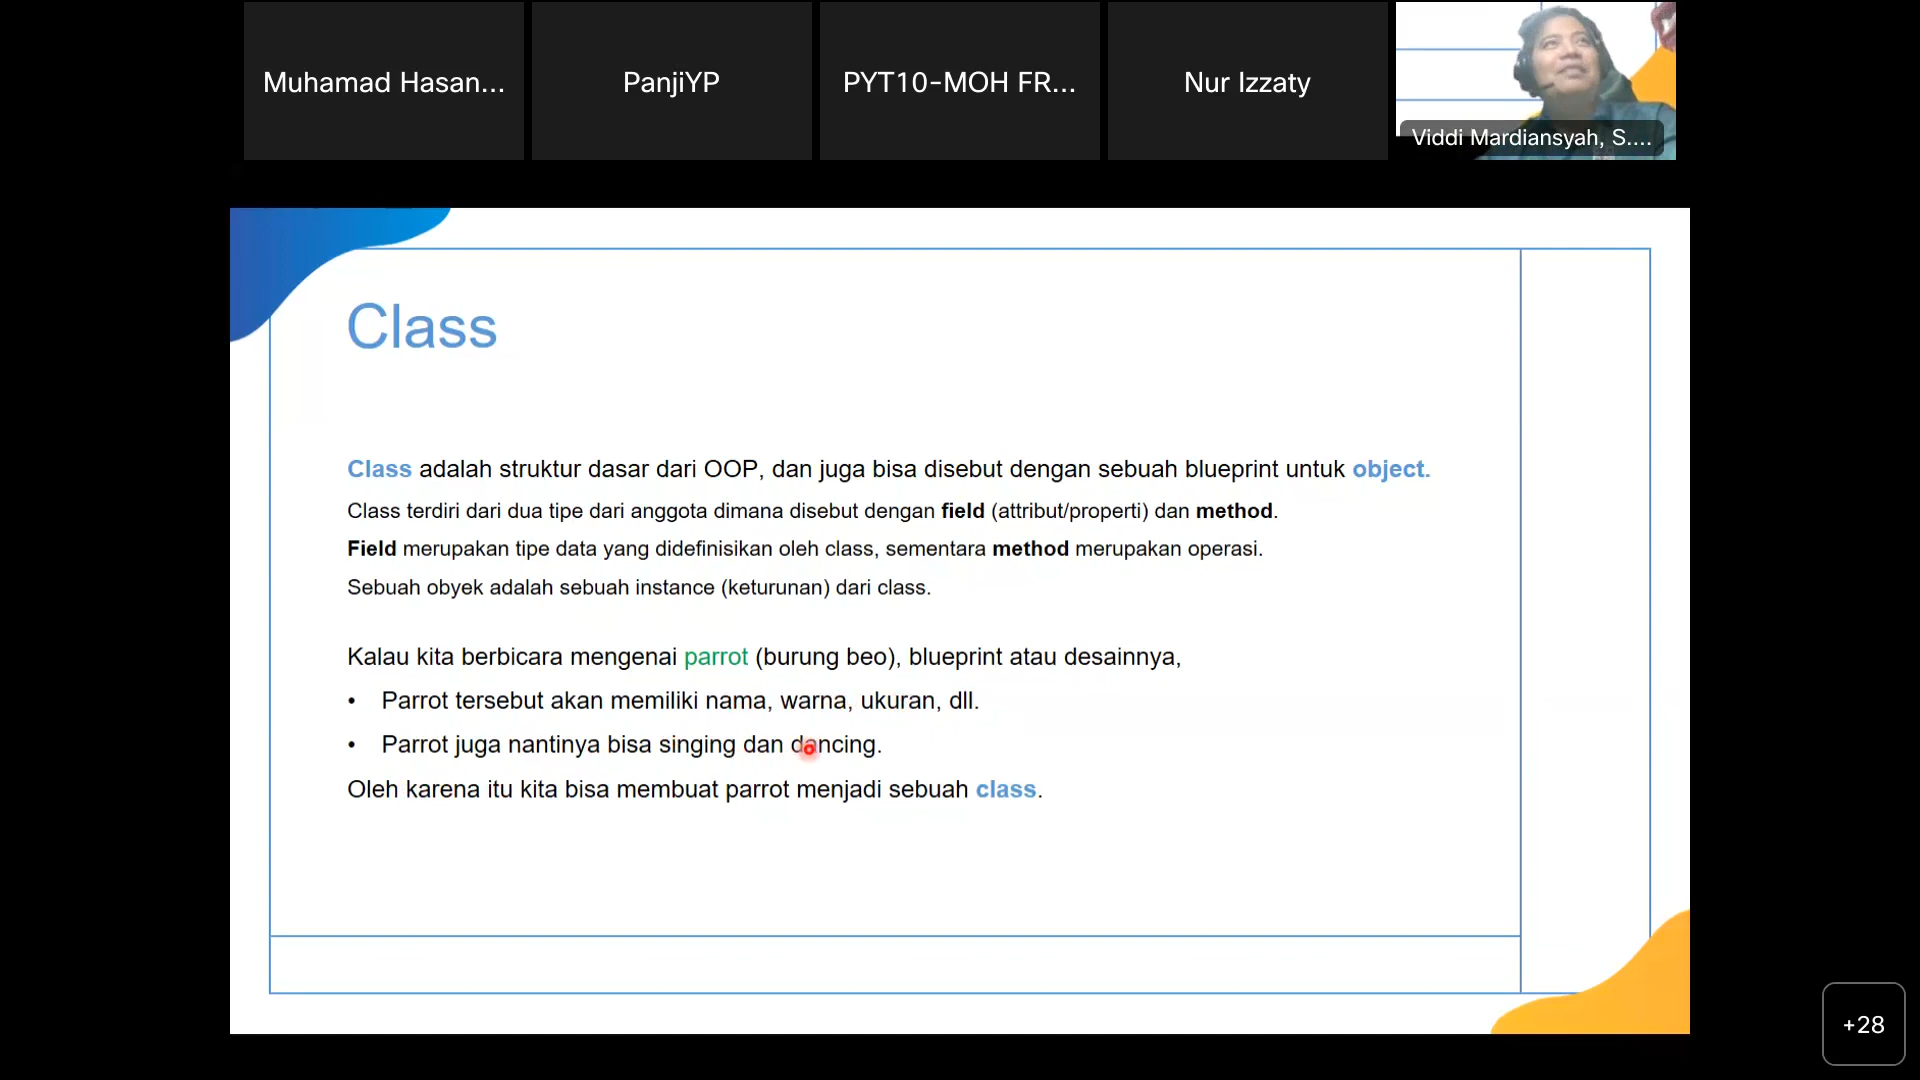 Muhamad Hasan...
PanjiYP
PYT10-MOH FR...
Nur Izzaty
Viddi Mardiansyah, S....
Class
Class adalah struktur dasar dari OOP, dan juga bisa disebut dengan sebuah blueprint untuk object.
Class terdiri dari dua tipe dari anggota dimana disebut dengan field (attribut/properti) dan method.
Field merupakan tipe data yang didefinisikan oleh class, sementara method merupakan operasi.
Sebuah obyek adalah sebuah instance (keturunan) dari class.
Kalau kita berbicara mengenai parrot (burung beo), blueprint atau desainnya,
• Parrot tersebut akan memiliki nama, warna, ukuran, dll.
• Parrot juga nantinya bisa singing dan dancing.
Oleh karena itu kita bisa membuat parrot menjadi sebuah class.
+28